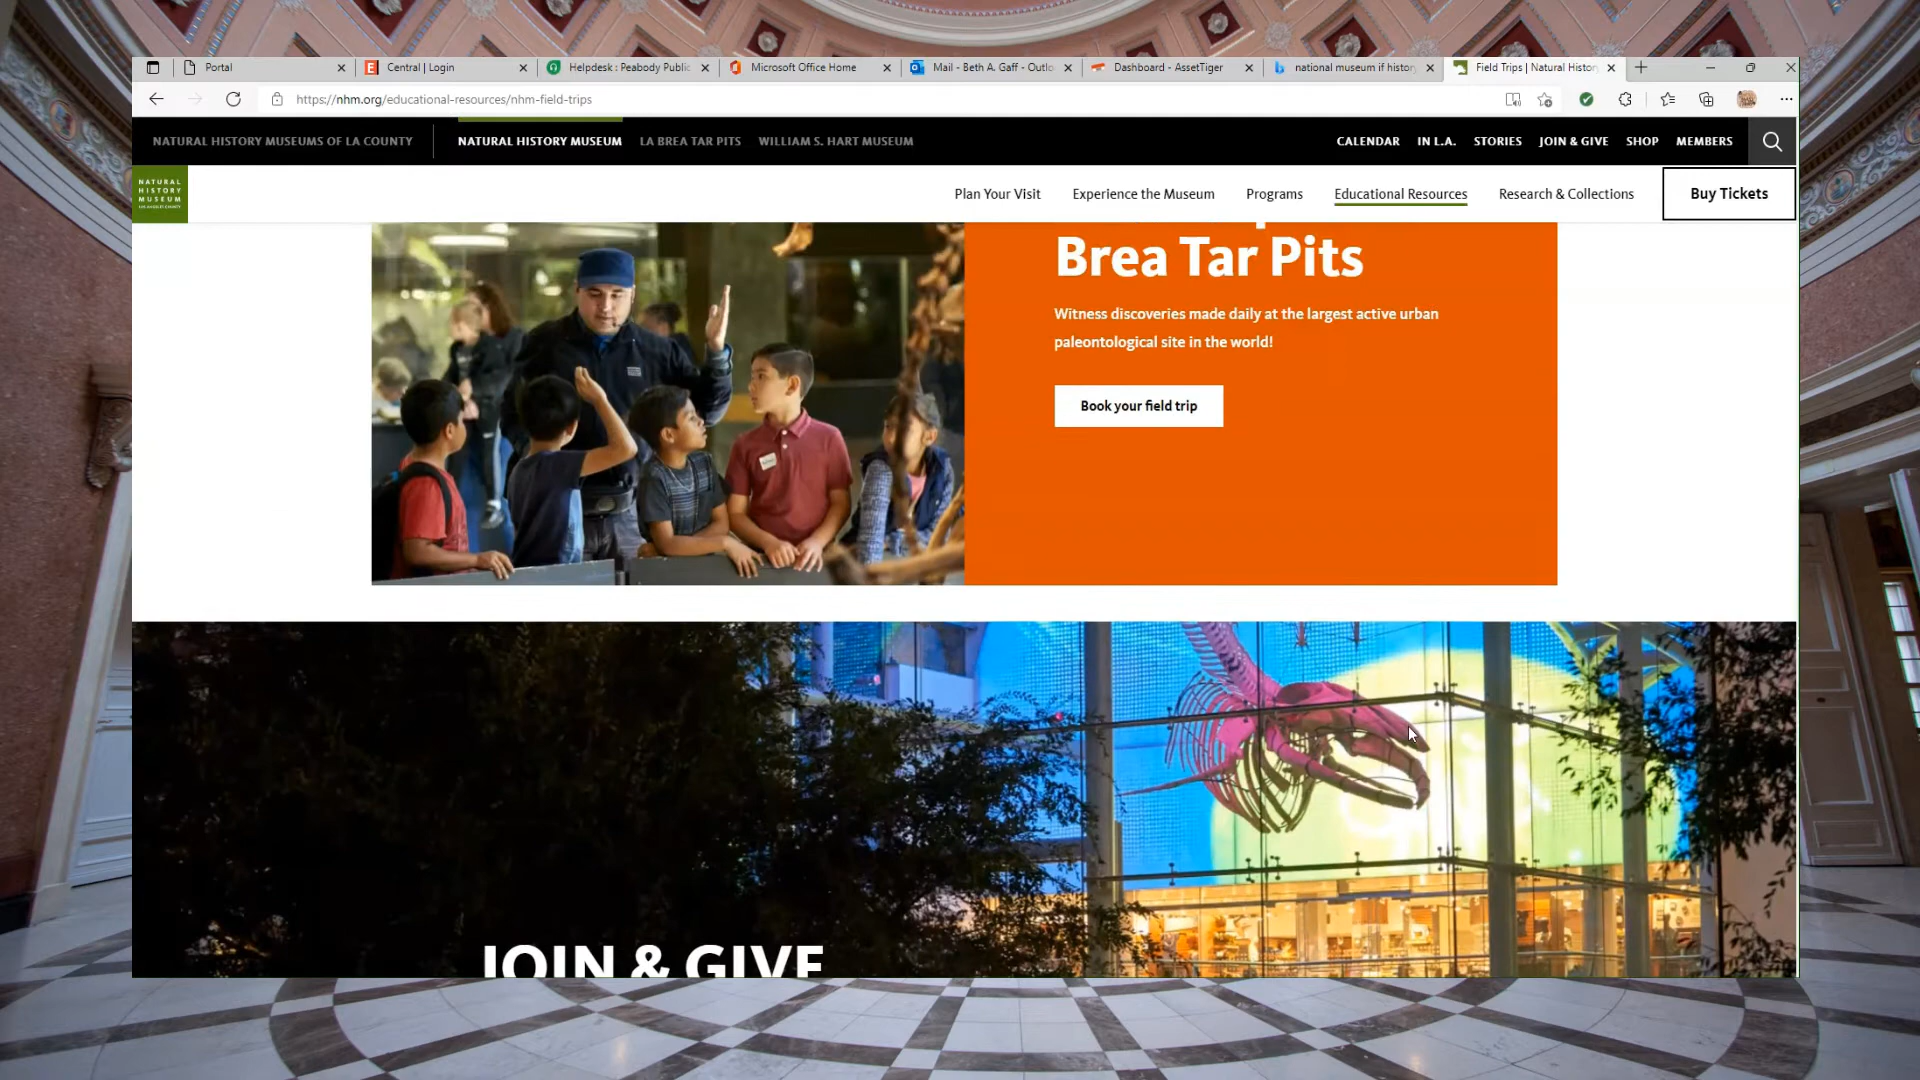 Portal
Central | Login
Helpdesk : Peabody Public
Microsoft Office Home
Mail - Beth A. Gaff - Outlo
Dashboard - AssetTiger
national museum if histor
Field Trips | Natural Histor
https://nhm.org/educational-resources/nhm-field-trips
NATURAL HISTORY MUSEUMS OF LA COUNTY
NATURAL HISTORY MUSEUM
LA BREA TAR PITS
WILLIAM S. HART MUSEUM
CALENDAR
IN L.A.
STORIES
JOIN & GIVE
SHOP
MEMBERS
NATURAL
HISTORY
MUSEUM
LOS ANGELES COUNTY
Plan Your Visit
Experience the Museum
Programs
Educational Resources
Research & Collections
Buy Tickets
Brea Tar Pits
Witness discoveries made daily at the largest active urban
paleontological site in the world!
Book your field trip
JOIN & GIVE